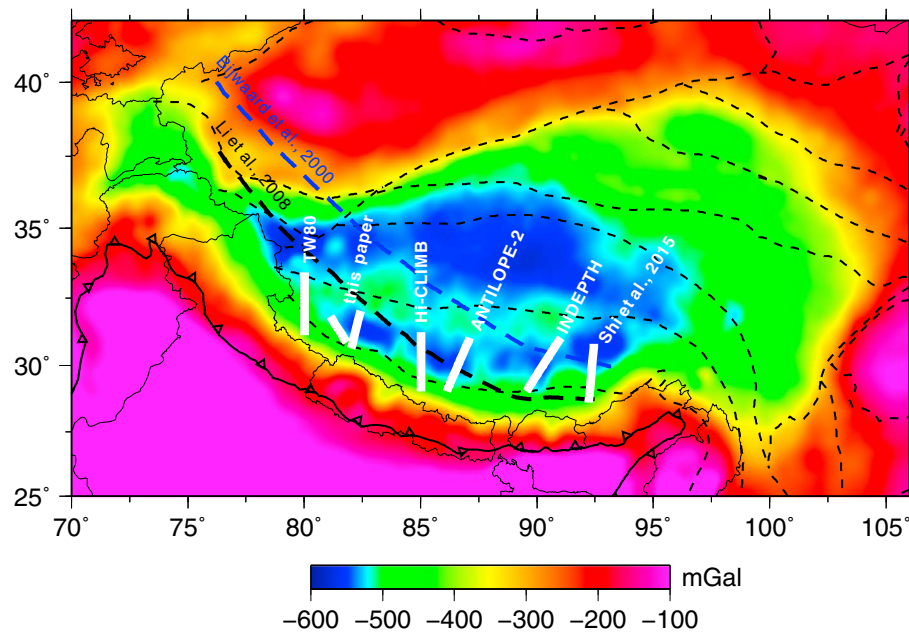 40°
35°
30°
25
70
75°
80°
85°
90°
95°
100°
105°
Bijwaard et al., 2000
Li et al., 2008
TW80
this paper
HI-CLIMB
ANTILOPE-2
INDEPTH
Shi et al., 2015
mGal
−600
−500
−400
−300
−200
−100